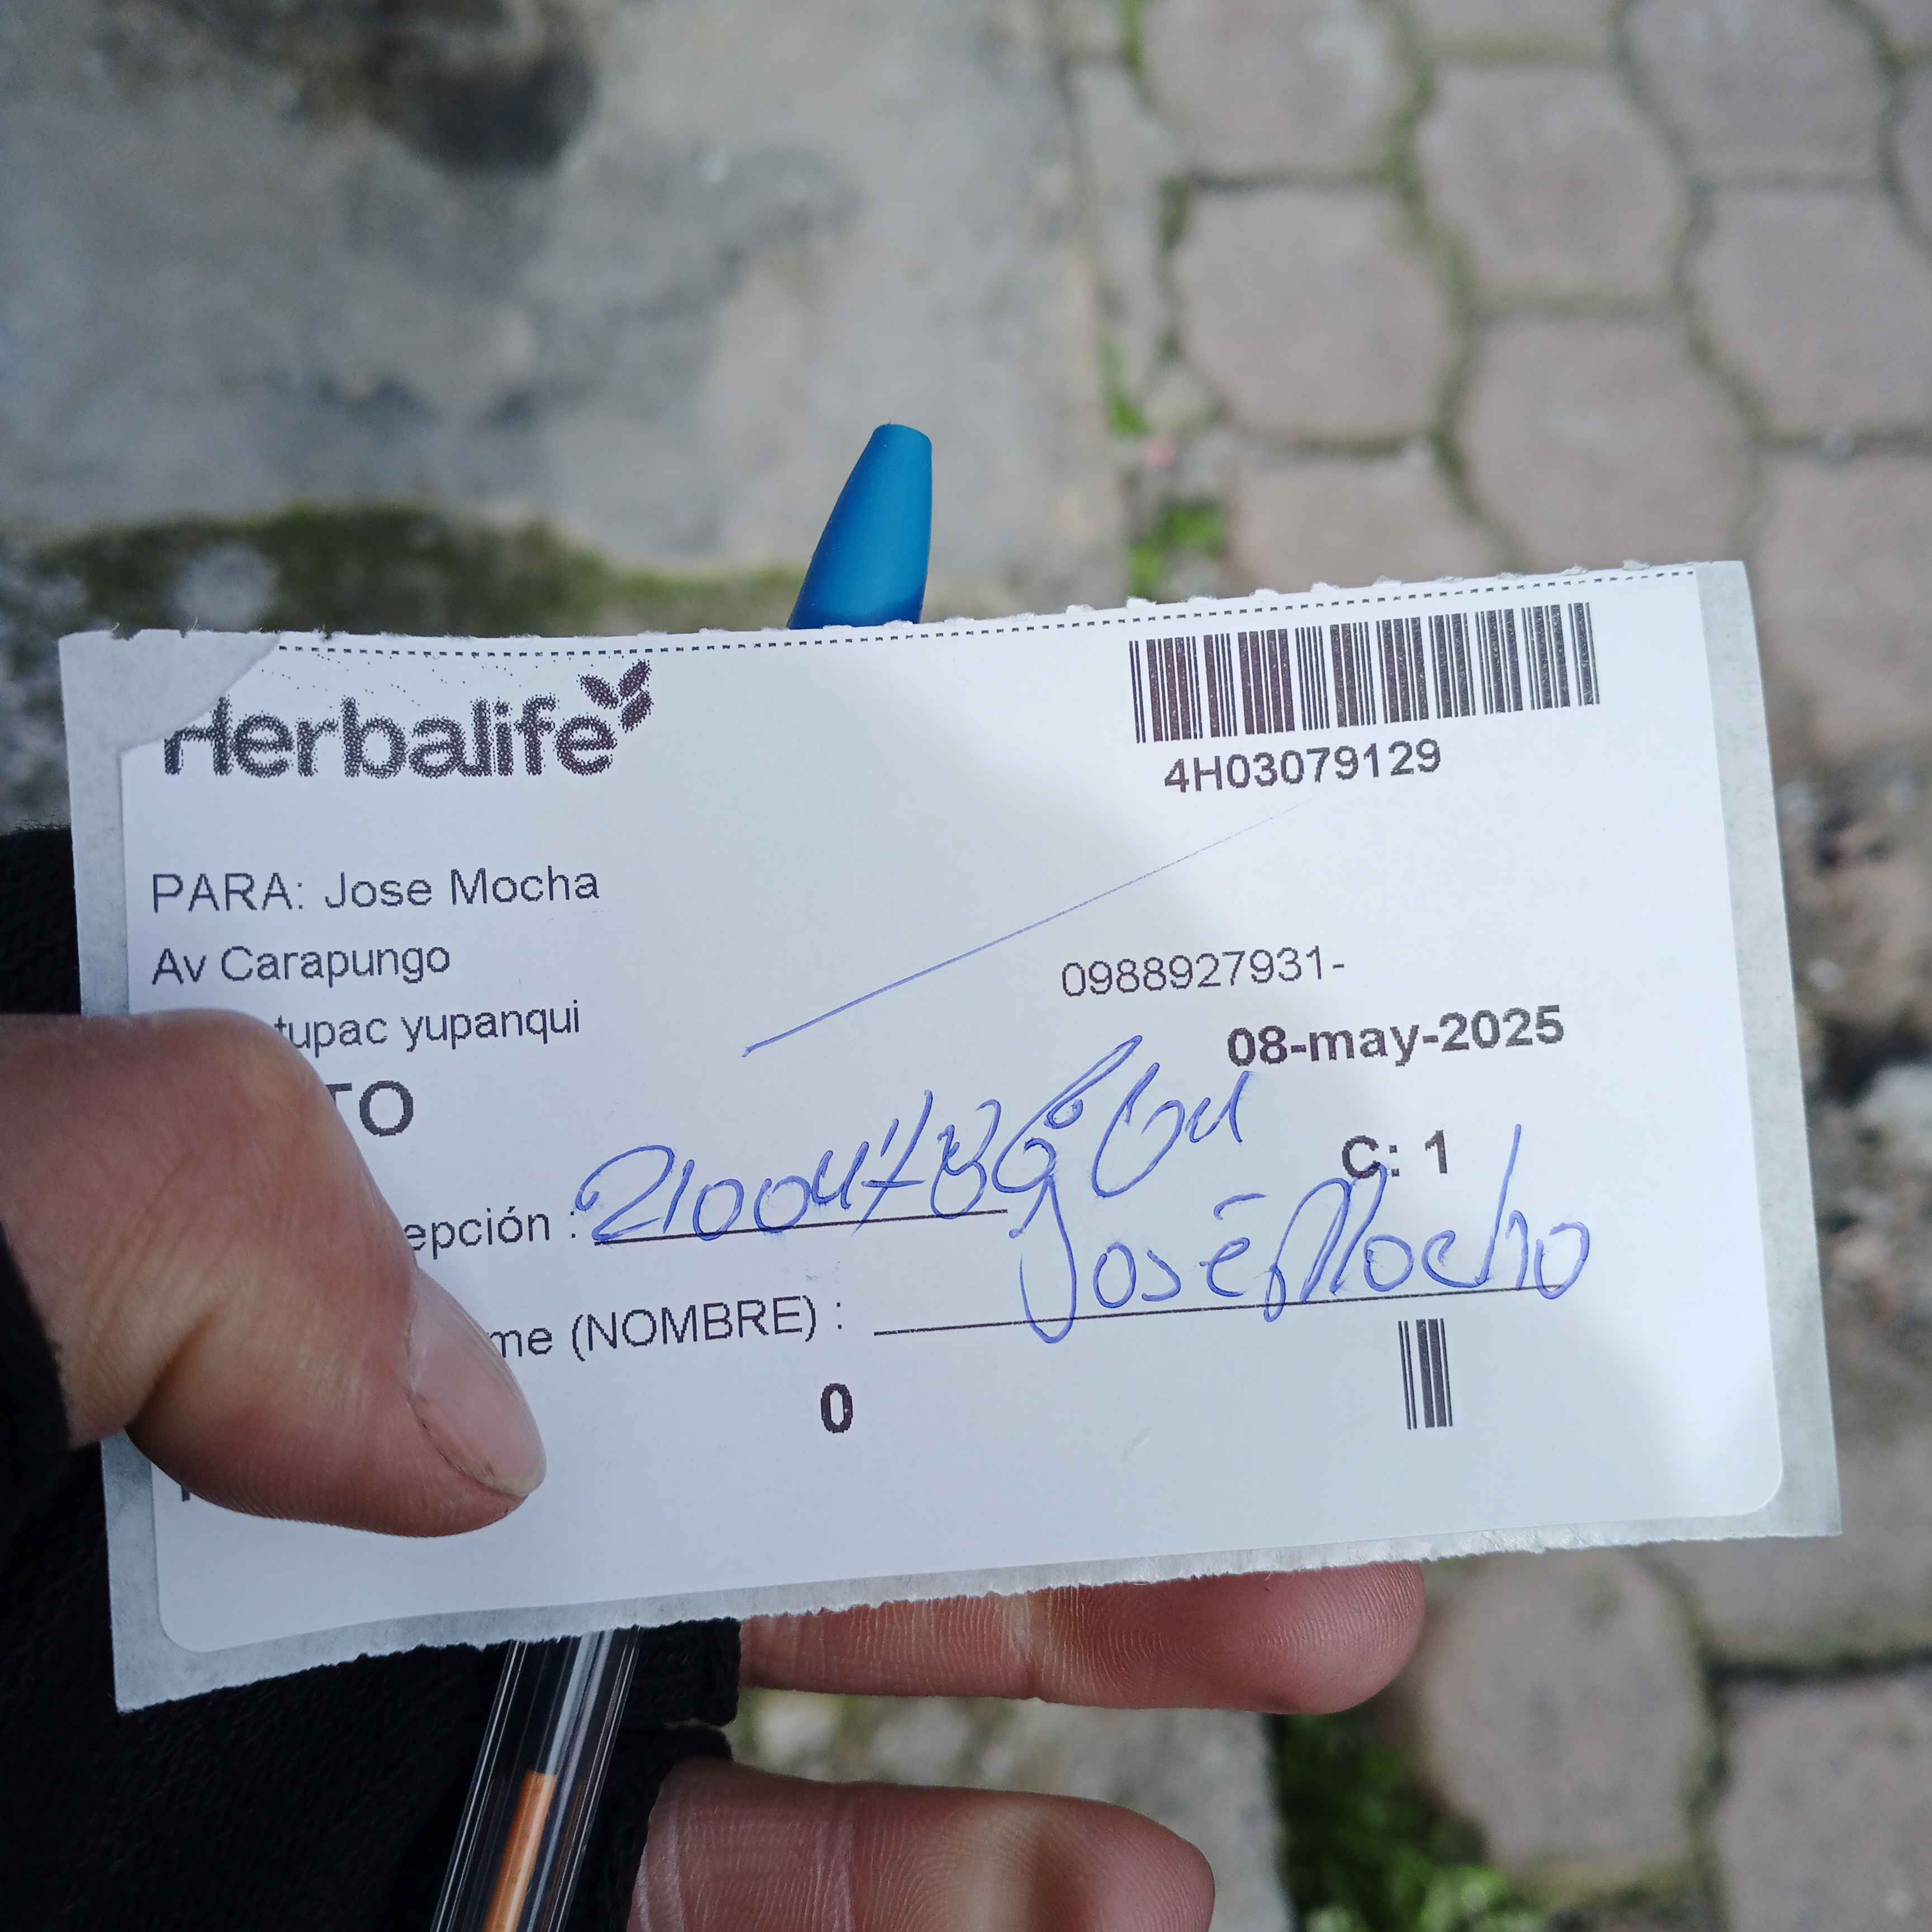 Herbalife
4H03079129
PARA: Jose Mocha
Av Carapungo
0988927931-
tupac yupanqui
08-may-2025
TO
C: 1
epción :
José Mocha
me (NOMBRE) :
0